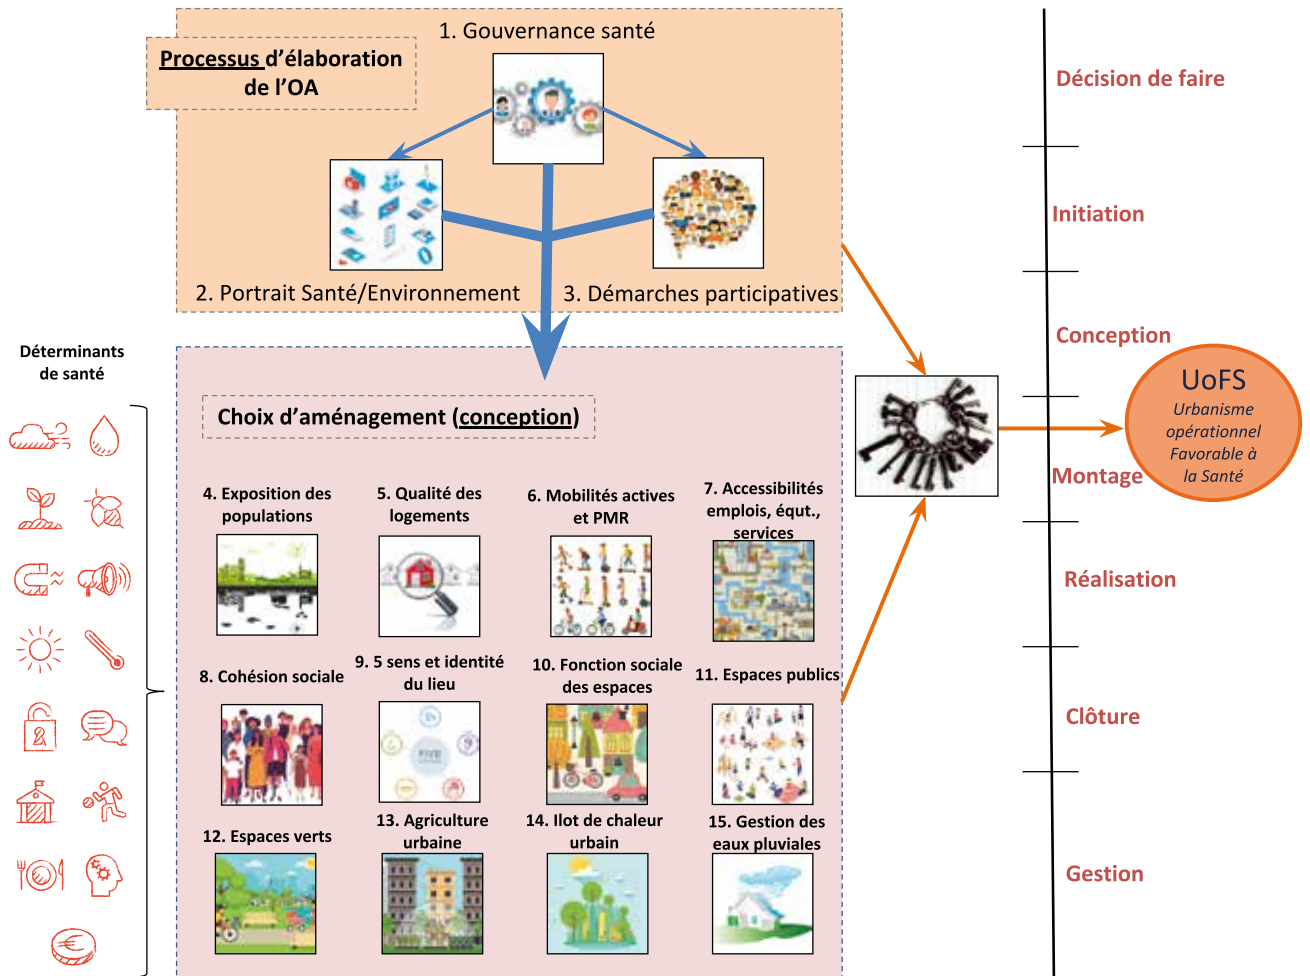 1. Gouvernance santé
Processus d’élaboration
de l’OA
2. Portrait Santé/Environnement
3. Démarches participatives
Déterminants
de santé
Choix d’aménagement (conception)
4. Exposition des
populations
5. Qualité des
logements
6. Mobilités actives
et PMR
7. Accessibilités
emplois, équt.,
services
8. Cohésion sociale
9. 5 sens et identité
du lieu
FIVE
10. Fonction sociale
des espaces
11. Espaces publics
12. Espaces verts
13. Agriculture
urbaine
14. Ilot de chaleur
urbain
15. Gestion des
eaux pluviales
Décision de faire
Initiation
Conception
Montage
Réalisation
Clôture
Gestion
UoFS
Urbanisme
opérationnel
Favorable à
la Santé